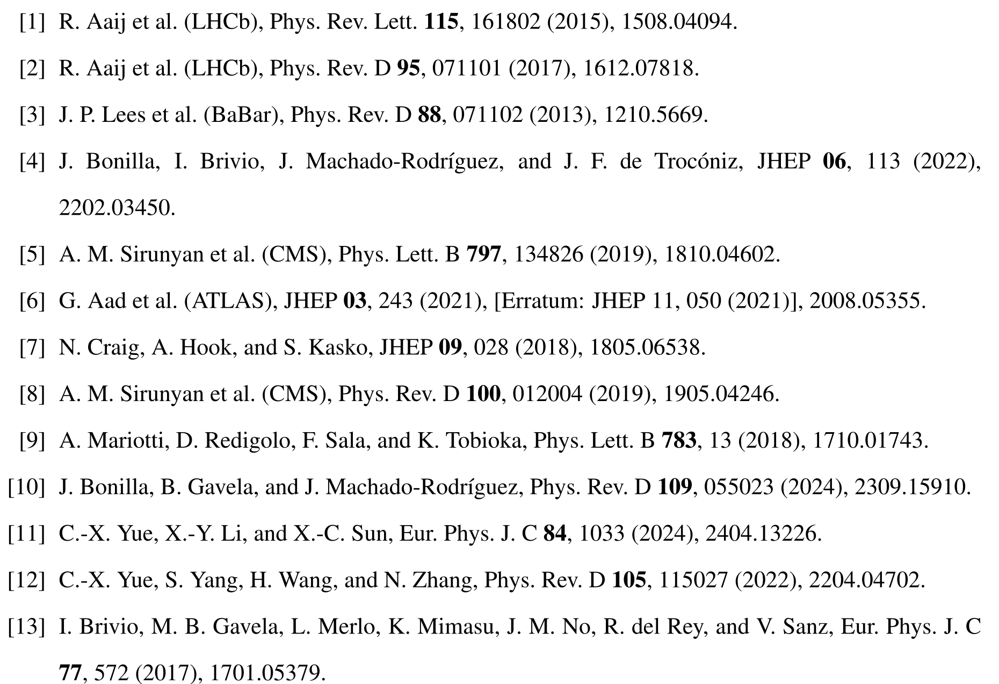 [1] R. Aaij et al. (LHCb), Phys. Rev. Lett. 115, 161802 (2015), 1508.04094.
[2] R. Aaij et al. (LHCb), Phys. Rev. D 95, 071101 (2017), 1612.07818.
[3] J. P. Lees et al. (BaBar), Phys. Rev. D 88, 071102 (2013), 1210.5669.
[4] J. Bonilla, I. Brivio, J. Machado-Rodríguez, and J. F. de Trocóniz, JHEP 06, 113 (2022),
2202.03450.
[5] A. M. Sirunyan et al. (CMS), Phys. Lett. B 797, 134826 (2019), 1810.04602.
[6] G. Aad et al. (ATLAS), JHEP 03, 243 (2021), [Erratum: JHEP 11, 050 (2021)], 2008.05355.
[7] N. Craig, A. Hook, and S. Kasko, JHEP 09, 028 (2018), 1805.06538.
[8] A. M. Sirunyan et al. (CMS), Phys. Rev. D 100, 012004 (2019), 1905.04246.
[9] A. Mariotti, D. Redigolo, F. Sala, and K. Tobioka, Phys. Lett. B 783, 13 (2018), 1710.01743.
[10] J. Bonilla, B. Gavela, and J. Machado-Rodríguez, Phys. Rev. D 109, 055023 (2024), 2309.15910.
[11] C.-X. Yue, X.-Y. Li, and X.-C. Sun, Eur. Phys. J. C 84, 1033 (2024), 2404.13226.
[12] C.-X. Yue, S. Yang, H. Wang, and N. Zhang, Phys. Rev. D 105, 115027 (2022), 2204.04702.
[13] I. Brivio, M. B. Gavela, L. Merlo, K. Mimasu, J. M. No, R. del Rey, and V. Sanz, Eur. Phys. J. C
77, 572 (2017), 1701.05379.